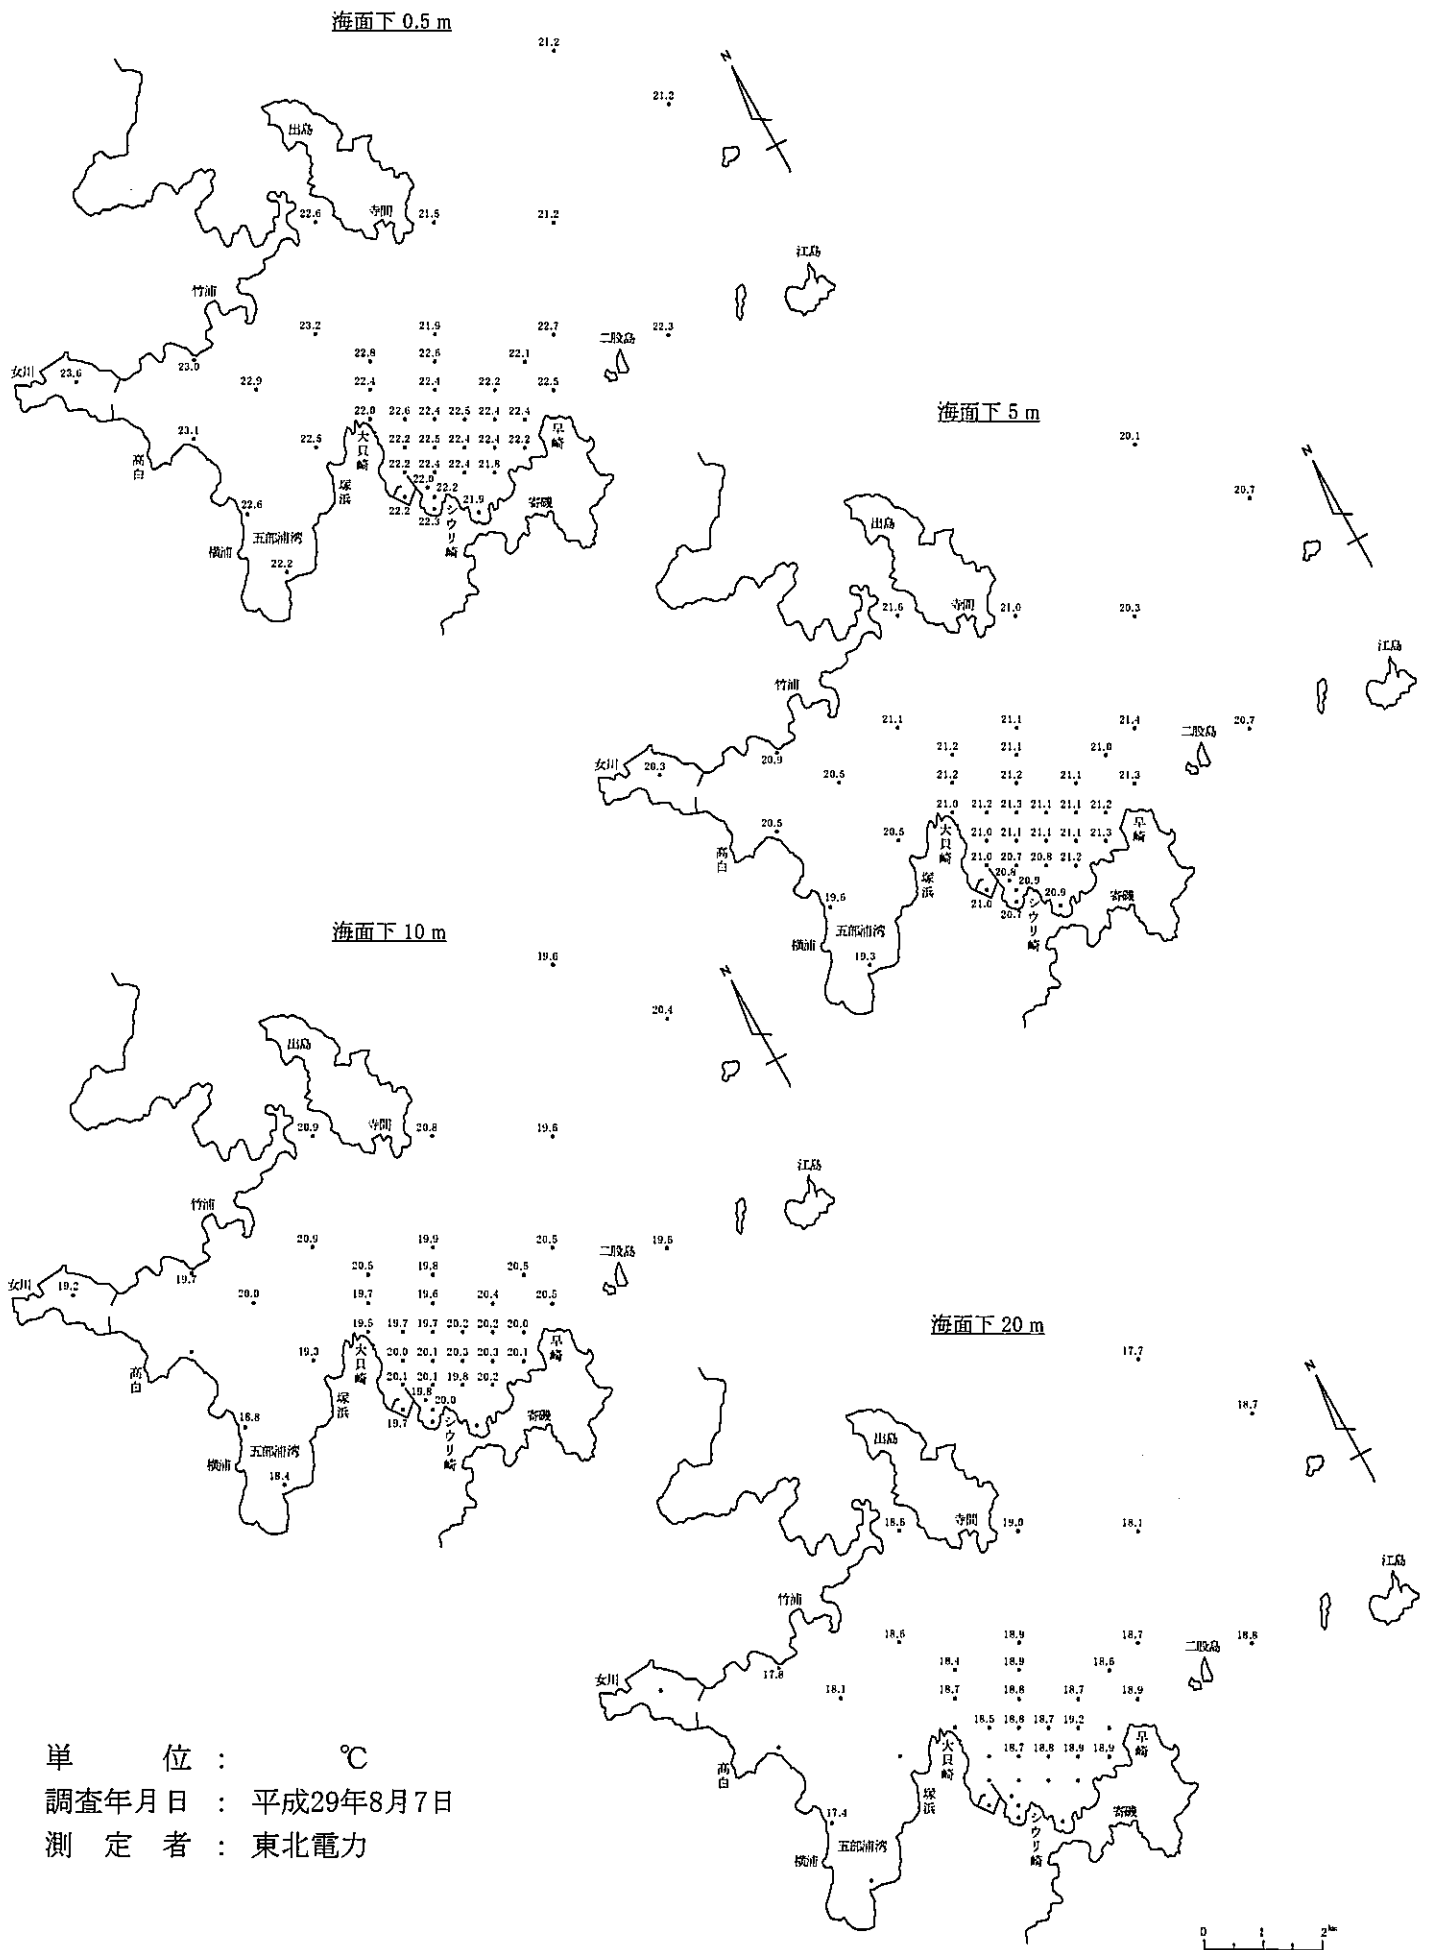 海面下 0.5 m
21.2
21.2
出島
寺間
22.6
21.5
21.2
江島
竹浦
23.2
21.9
22.7
二股島
22.3
22.8
22.6
22.1
女川
23.6
23.0
22.9
22.4
22.4
22.2
22.5
22.0
22.6
22.4
22.5
22.4
22.4
23.1
22.5
大貝崎
22.2
22.5
22.4
22.4
22.2
早崎
高白
塚浜
22.2
22.4
22.4
21.8
22.0
22.2
22.6
22.2
22.3
シウリ崎
21.9
寄磯
横浦
五部浦湾
22.2
海面下 5 m
20.1
20.7
出島
寺間
21.6
21.0
20.3
江島
竹浦
21.1
21.1
21.4
二股島
20.7
21.2
21.1
21.0
女川
20.3
20.9
20.5
21.2
21.2
21.1
21.3
21.0
21.2
21.3
21.1
21.1
21.2
20.5
20.5
大貝崎
21.0
21.1
21.1
21.1
21.3
早崎
高白
塚浜
21.0
20.7
20.8
21.2
20.8
20.9
19.6
21.0
20.7
シウリ崎
20.9
寄磯
横浦
五部浦湾
19.3
海面下 10 m
19.6
20.4
出島
寺間
20.9
20.8
19.6
江島
竹浦
20.9
19.9
20.5
二股島
19.6
20.5
19.8
20.5
女川
19.2
19.7
20.0
19.7
19.6
20.4
20.5
19.5
19.7
19.7
20.2
20.2
20.0
19.3
大貝崎
20.0
20.1
20.3
20.3
20.1
早崎
高白
塚浜
20.1
20.1
19.8
20.2
19.8
20.0
18.8
19.7
シウリ崎
寄磯
横浦
五部浦湾
18.4
海面下 20 m
17.7
18.7
出島
寺間
18.6
19.0
18.1
江島
竹浦
18.6
18.9
18.7
二股島
18.8
18.4
18.9
18.6
女川
17.8
18.1
18.7
18.8
18.7
18.9
18.5
18.8
18.7
19.2
大貝崎
18.7
18.8
18.9
18.9
早崎
高白
塚浜
17.4
シウリ崎
寄磯
横浦
五部浦湾
単 位 : ℃
調査年月日 : 平成29年8月7日
測 定 者 : 東北電力
0 1 2 km